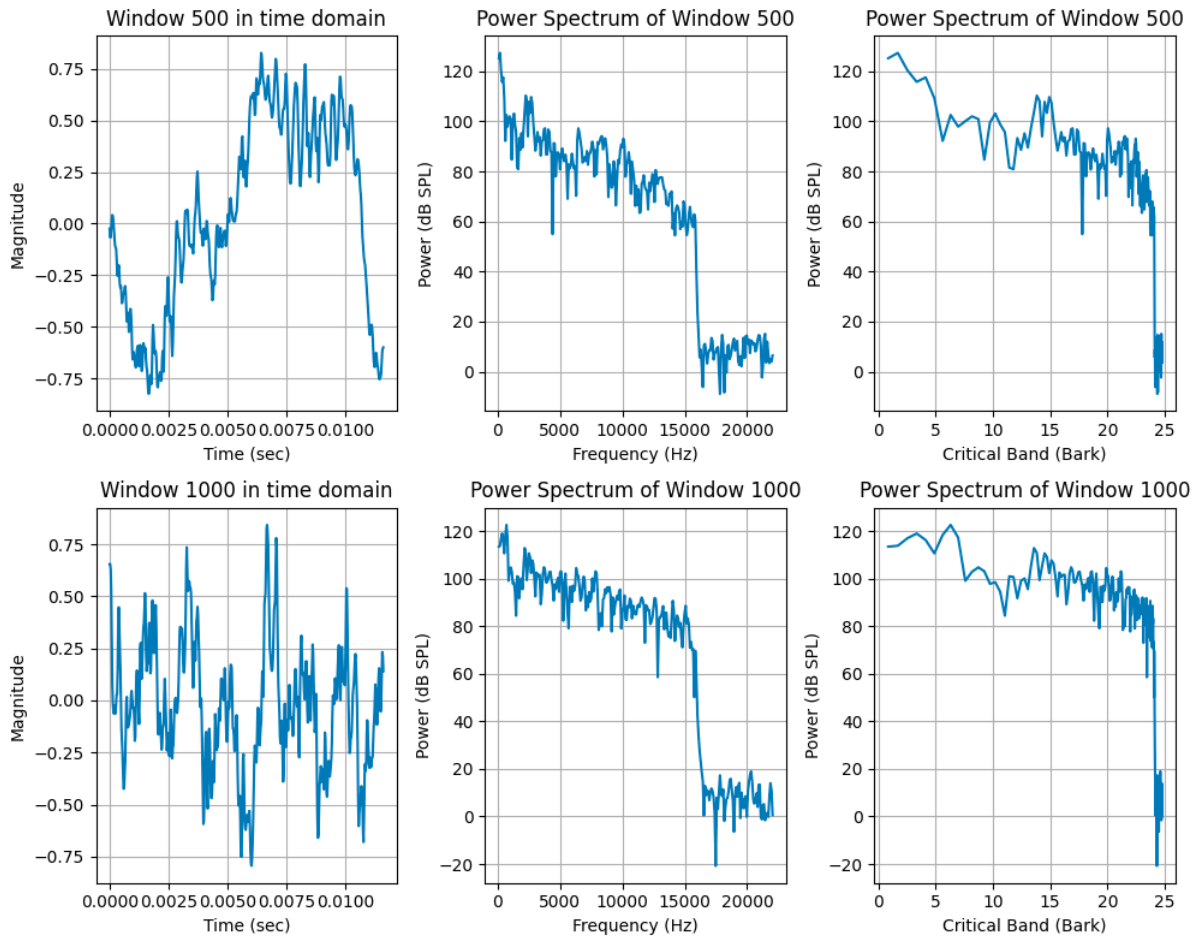 Window 500 in time domain
Magnitude
0.75
0.50
0.25
0.00
−0.25
−0.50
−0.75
0.0000 0.0025 0.0050 0.0075 0.0100
Time (sec)
Power Spectrum of Window 500
Power (dB SPL)
120
100
80
60
40
20
0
0 5000 10000 15000 20000
Frequency (Hz)
Power Spectrum of Window 500
Power (dB SPL)
120
100
80
60
40
20
0
0 5 10 15 20 25
Critical Band (Bark)
Window 1000 in time domain
Magnitude
0.75
0.50
0.25
0.00
−0.25
−0.50
−0.75
0.0000 0.0025 0.0050 0.0075 0.0100
Time (sec)
Power Spectrum of Window 1000
Power (dB SPL)
120
100
80
60
40
20
0
−20
0 5000 10000 15000 20000
Frequency (Hz)
Power Spectrum of Window 1000
Power (dB SPL)
120
100
80
60
40
20
0
−20
0 5 10 15 20 25
Critical Band (Bark)